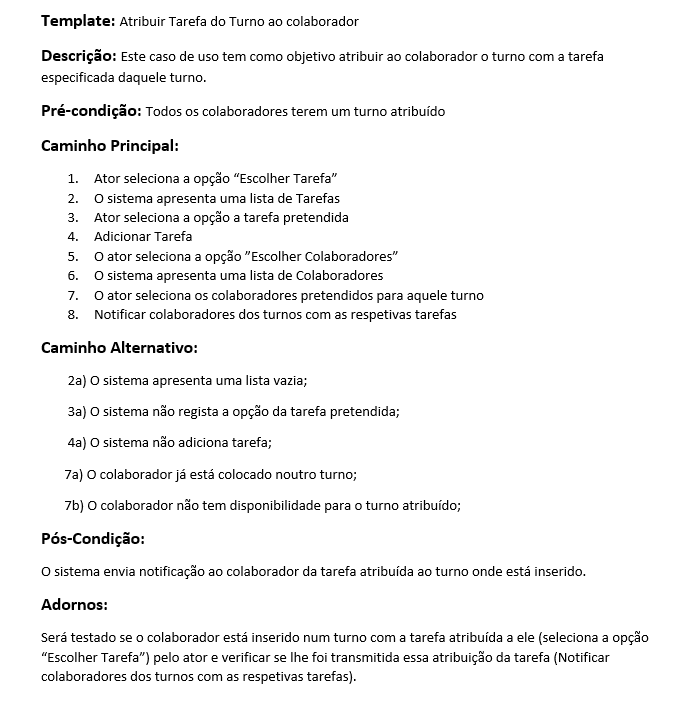 Template: Atribuir Tarefa do Turno ao colaborador
Descrição: Este caso de uso tem como objetivo atribuir ao colaborador o turno com a tarefa
especificada daquele turno.
Pré-condição: Todos os colaboradores terem um turno atribuído
Caminho Principal:
1. Ator seleciona a opção “Escolher Tarefa”
2. O sistema apresenta uma lista de Tarefas
3. Ator seleciona a opção a tarefa pretendida
4. Adicionar Tarefa
5. O ator seleciona a opção ”Escolher Colaboradores”
6. O sistema apresenta uma lista de Colaboradores
7. O ator seleciona os colaboradores pretendidos para aquele turno
8. Notificar colaboradores dos turnos com as respetivas tarefas
Caminho Alternativo:
2a) O sistema apresenta uma lista vazia;
3a) O sistema não regista a opção da tarefa pretendida;
4a) O sistema não adiciona tarefa;
7a) O colaborador já está colocado noutro turno;
7b) O colaborador não tem disponibilidade para o turno atribuído;
Pós-Condição:
O sistema envia notificação ao colaborador da tarefa atribuída ao turno onde está inserido.
Adornos:
Será testado se o colaborador está inserido num turno com a tarefa atribuída a ele (seleciona a opção
“Escolher Tarefa”) pelo ator e verificar se lhe foi transmitida essa atribuição da tarefa (Notificar
colaboradores dos turnos com as respetivas tarefas).